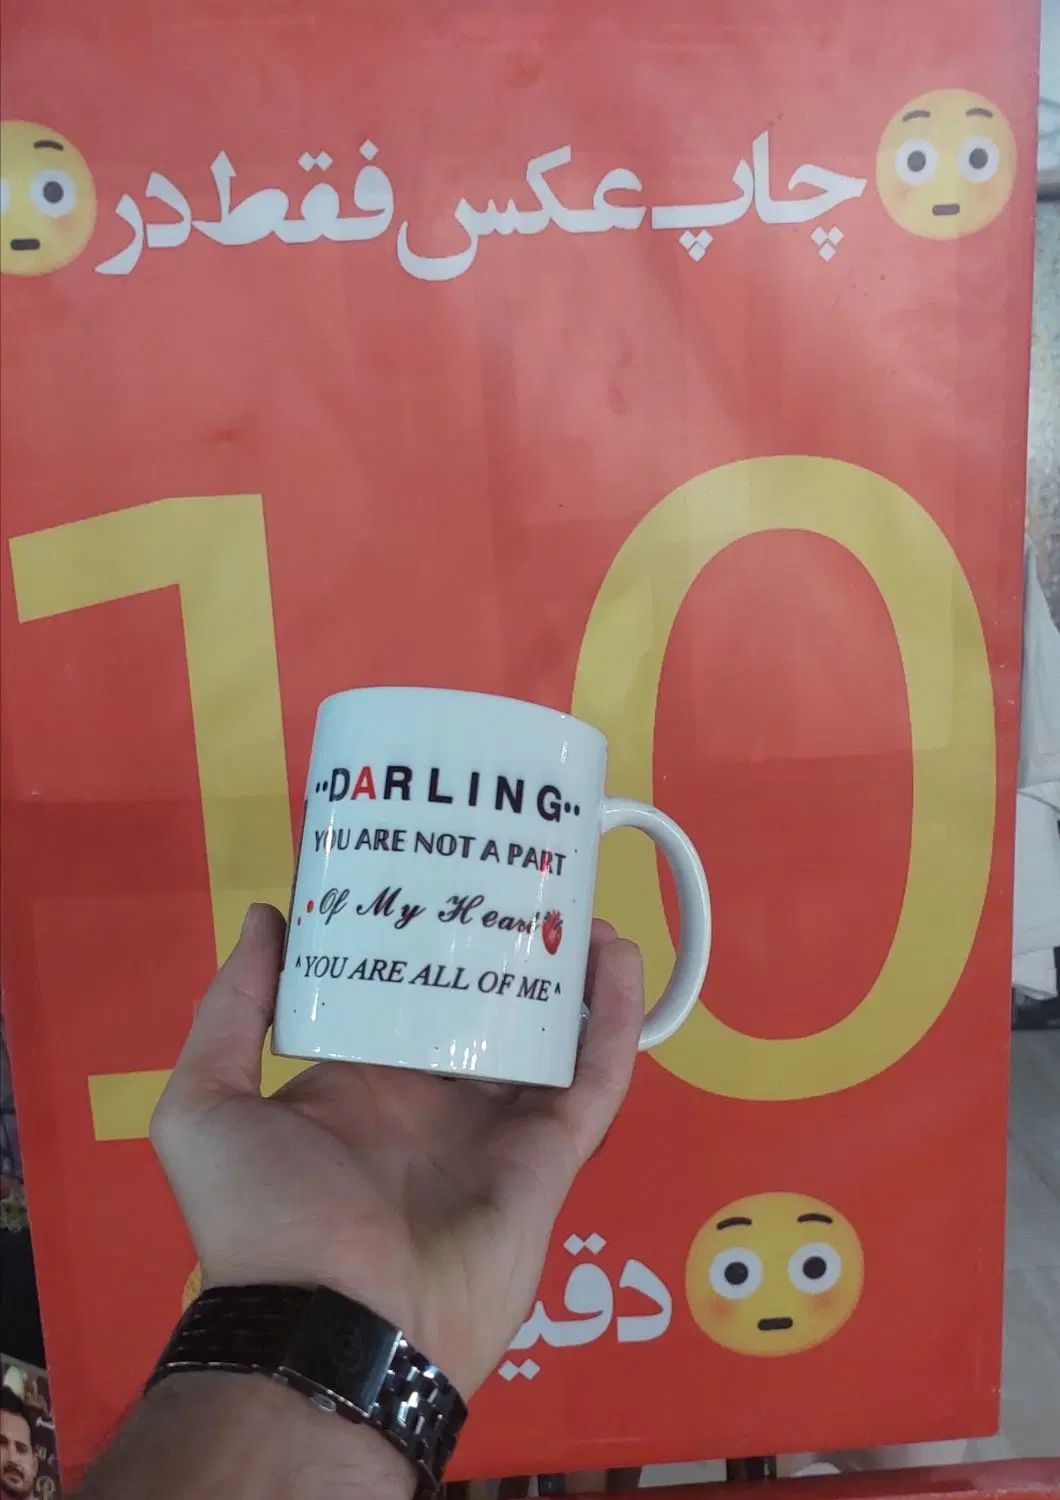 چاپ عکس فقط در
10
··DARLING··
YOU ARE NOT A PART
Of My Heart
^YOU ARE ALL OF ME^